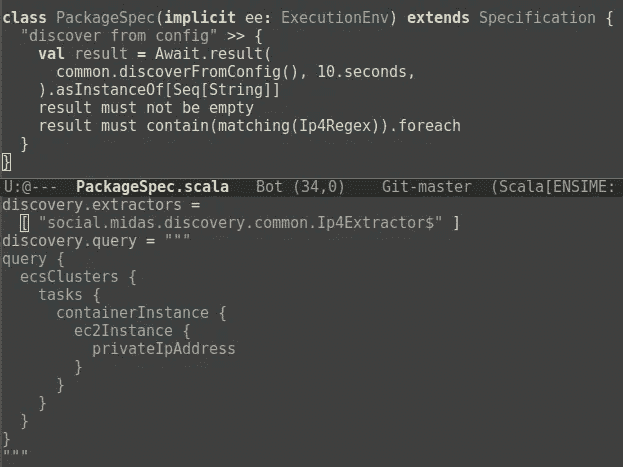 class PackageSpec(implicit ee: ExecutionEnv) extends Specification {
  "discover from config" >> {
    val result = Await.result(
      common.discoverFromConfig(), 10.seconds,
    ).asInstanceOf[Seq[String]]
    result must not be empty
    result must contain(matching(Ip4Regex)).foreach
  }
}
U:@---  PackageSpec.scala   Bot (34,0)    Git-master  (Scala[ENSIME:
discovery.extractors =
  [ "social.midas.discovery.common.Ip4Extractor$" ]
discovery.query = """
query {
  ecsClusters {
    tasks {
      containerInstance {
        ec2Instance {
          privateIpAddress
        }
      }
    }
  }
}
"""